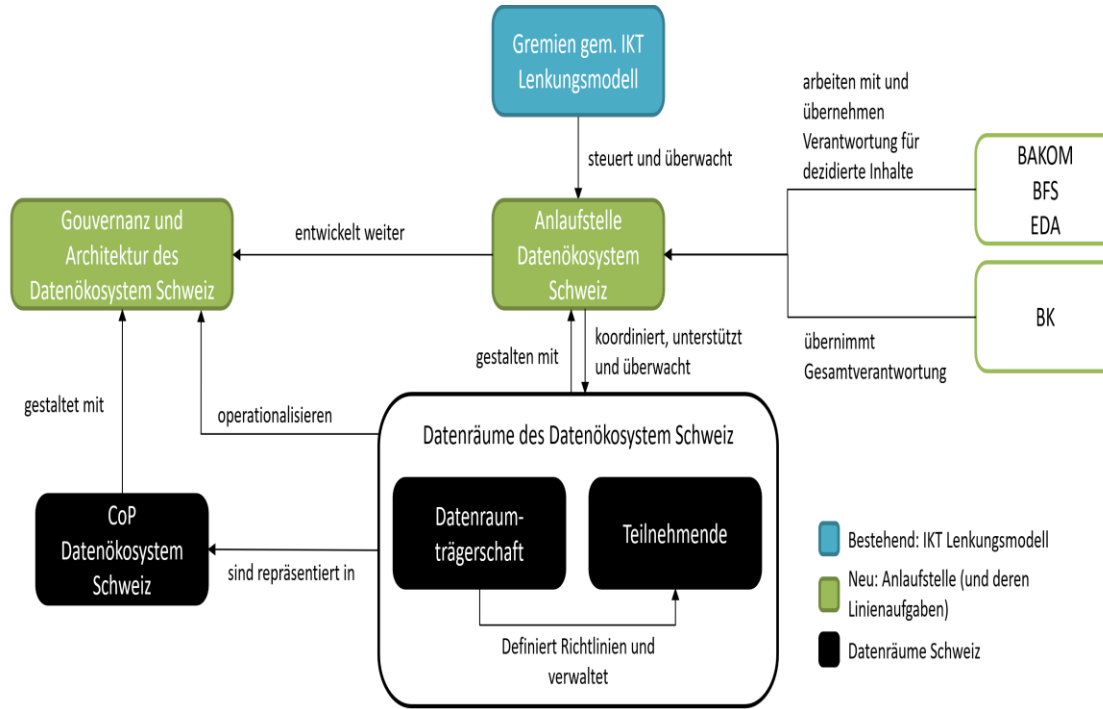 Gremien gem. IKT
Lenkungsmodell
steuert und überwacht
arbeiten mit und
übernehmen
Verantwortung für
dezidierte Inhalte
BAKOM
BFS
EDA
Gouvernanz und
Architektur des
Datenökosystem Schweiz
entwickelt weiter
Anlaufstelle
Datenökosystem
Schweiz
BK
übernimmt
Gesamtverantwortung
gestalten mit
koordiniert, unterstützt
und überwacht
gestaltet mit
operationalisieren
Datenräume des Datenökosystem Schweiz
Datenraum-
trägerschaft
Teilnehmende
CoP
Datenökosystem
Schweiz
sind repräsentiert in
Definiert Richtlinien und
verwaltet
Bestehend: IKT Lenkungsmodell
Neu: Anlaufstelle (und deren
Linienaufgaben)
Datenräume Schweiz